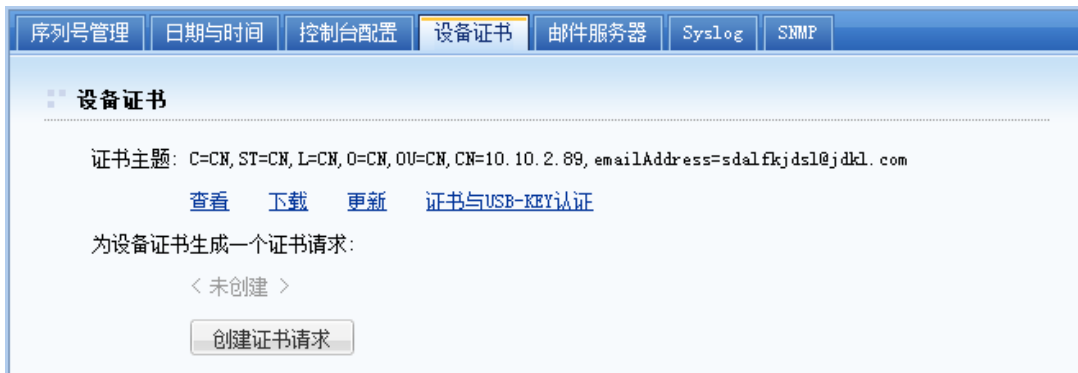 序列号管理 日期与时间 控制台配置 设备证书 邮件服务器 Syslog SNMP
设备证书
证书主题: C=CN, ST=CN, L=CN, O=CN, OU=CN, CN=10.10.2.89, emailAddress=sdalfkjdsl@jdkl.com
查看 下载 更新 证书与USB-KEY认证
为设备证书生成一个证书请求:
< 未创建 >
创建证书请求